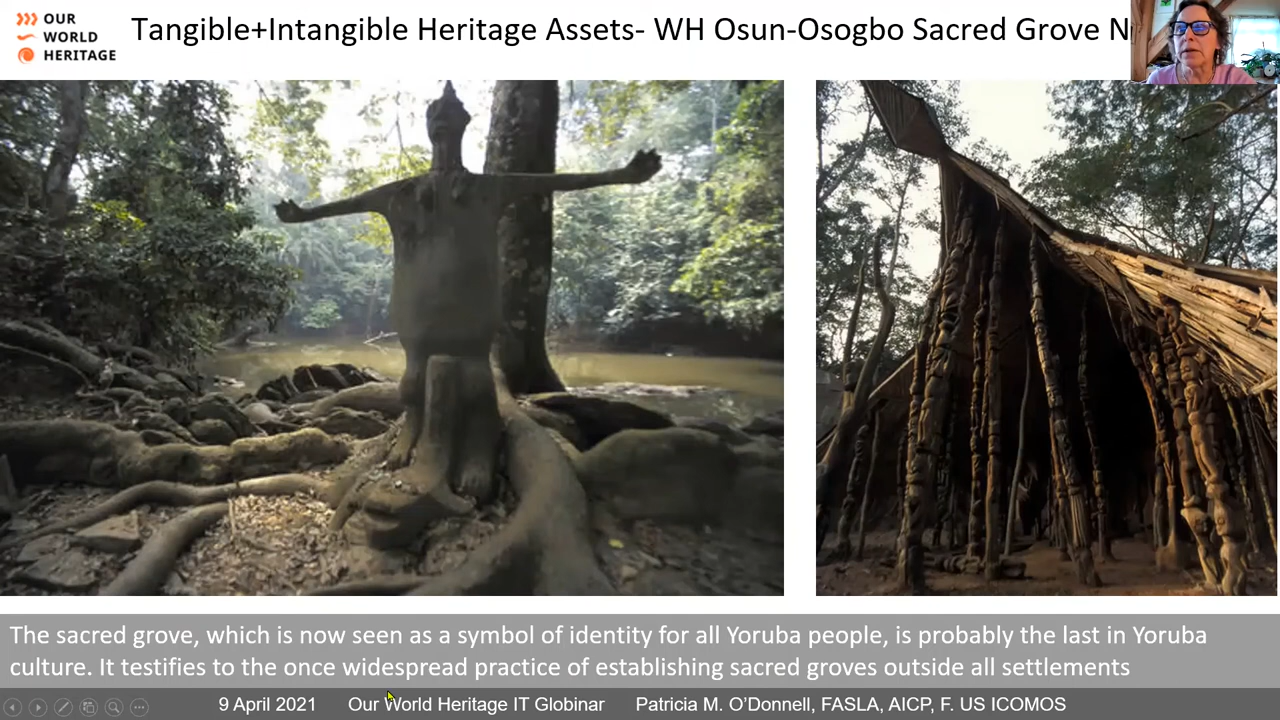 OUR
WORLD
HERITAGE
Tangible+Intangible Heritage Assets- WH Osun-Osogbo Sacred Grove
The sacred grove, which is now seen as a symbol of identity for all Yoruba people, is probably the last in Yoruba
culture. It testifies to the once widespread practice of establishing sacred groves outside all settlements
9 April 2021 Our World Heritage IT Globinar Patricia M. O’Donnell, FASLA, AICP, F. US ICOMOS